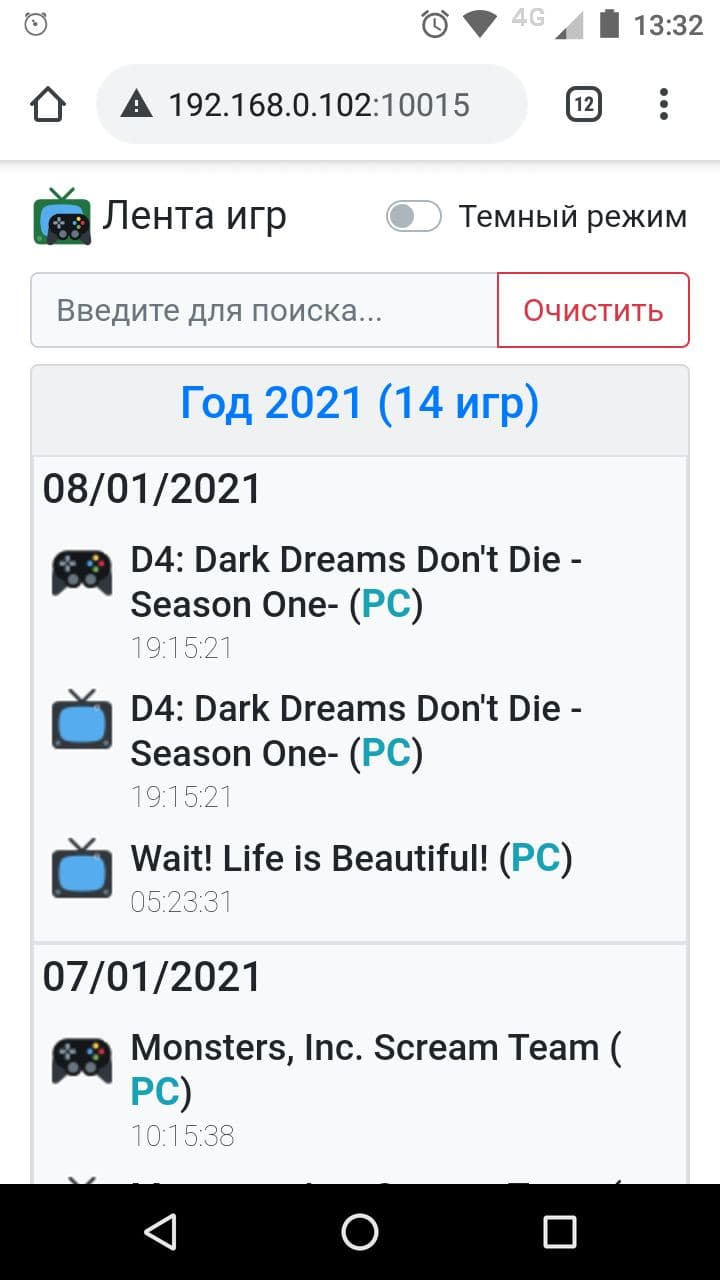 4G 13:32
192.168.0.102:10015
12
Лента игр
Темный режим
Введите для поиска...
Очистить
Год 2021 (14 игр)
08/01/2021
D4: Dark Dreams Don't Die -
Season One- (PC)
19:15:21
D4: Dark Dreams Don't Die -
Season One- (PC)
19:15:21
Wait! Life is Beautiful! (PC)
05:23:31
07/01/2021
Monsters, Inc. Scream Team (
PC)
10:15:38